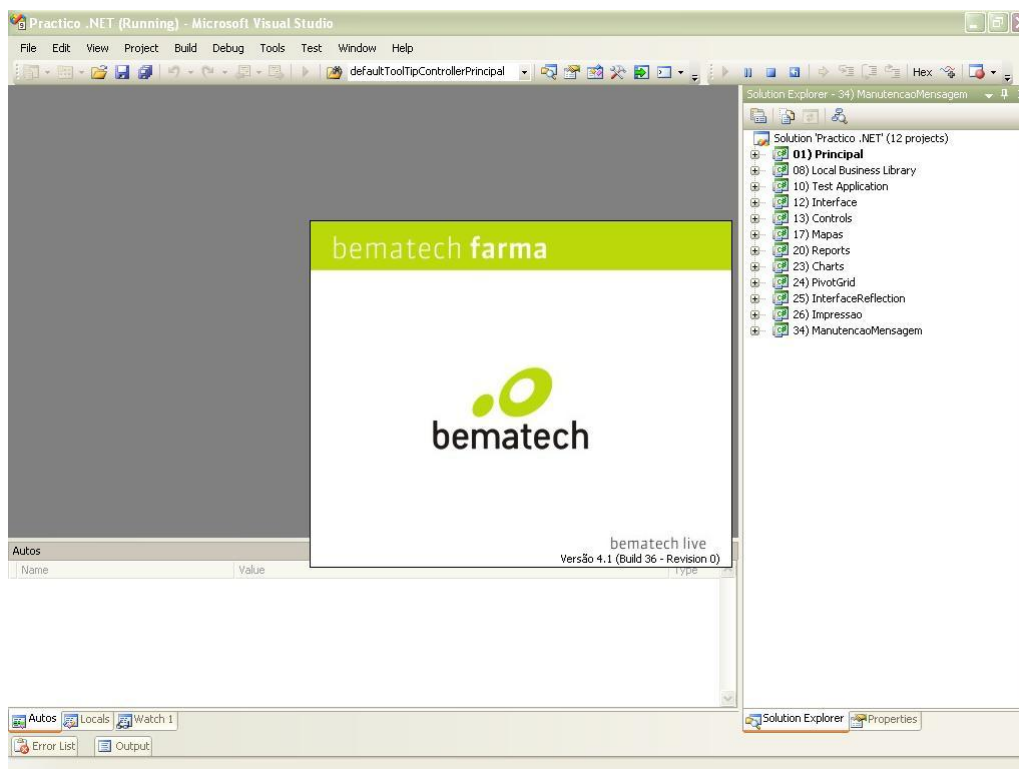 Practico .NET (Running) - Microsoft Visual Studio
File Edit View Project Build Debug Tools Test Window Help
defaultToolTipControllerPrincipal Hex
Solution Explorer - 34) ManutencaoMensagem
Solution 'Practico .NET' (12 projects)
01) Principal
08) Local Business Library
10) Test Application
12) Interface
13) Controls
17) Mapas
20) Reports
23) Charts
24) PivotGrid
25) InterfaceReflection
26) Impressao
34) ManutencaoMensagem
bematech farma
bematech
bematech live
Versão 4.1 (Build 36 - Revision 0)
Autos
Name Value Type
Autos Locals Watch 1
Solution Explorer Properties
Error List Output